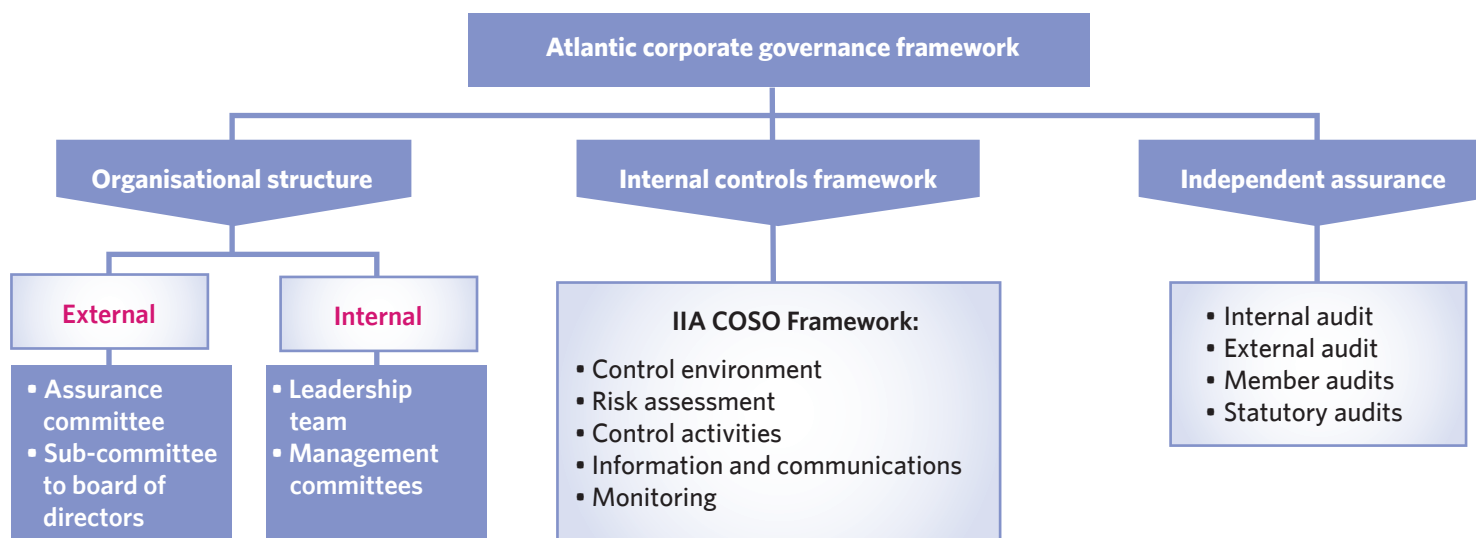 Atlantic corporate governance framework
Organisational structure
Internal controls framework
Independent assurance
External
Internal
• Assurance
committee
• Sub-committee
to board of
directors
• Leadership
team
• Management
committees
IIA COSO Framework:
• Control environment
• Risk assessment
• Control activities
• Information and communications
• Monitoring
• Internal audit
• External audit
• Member audits
• Statutory audits